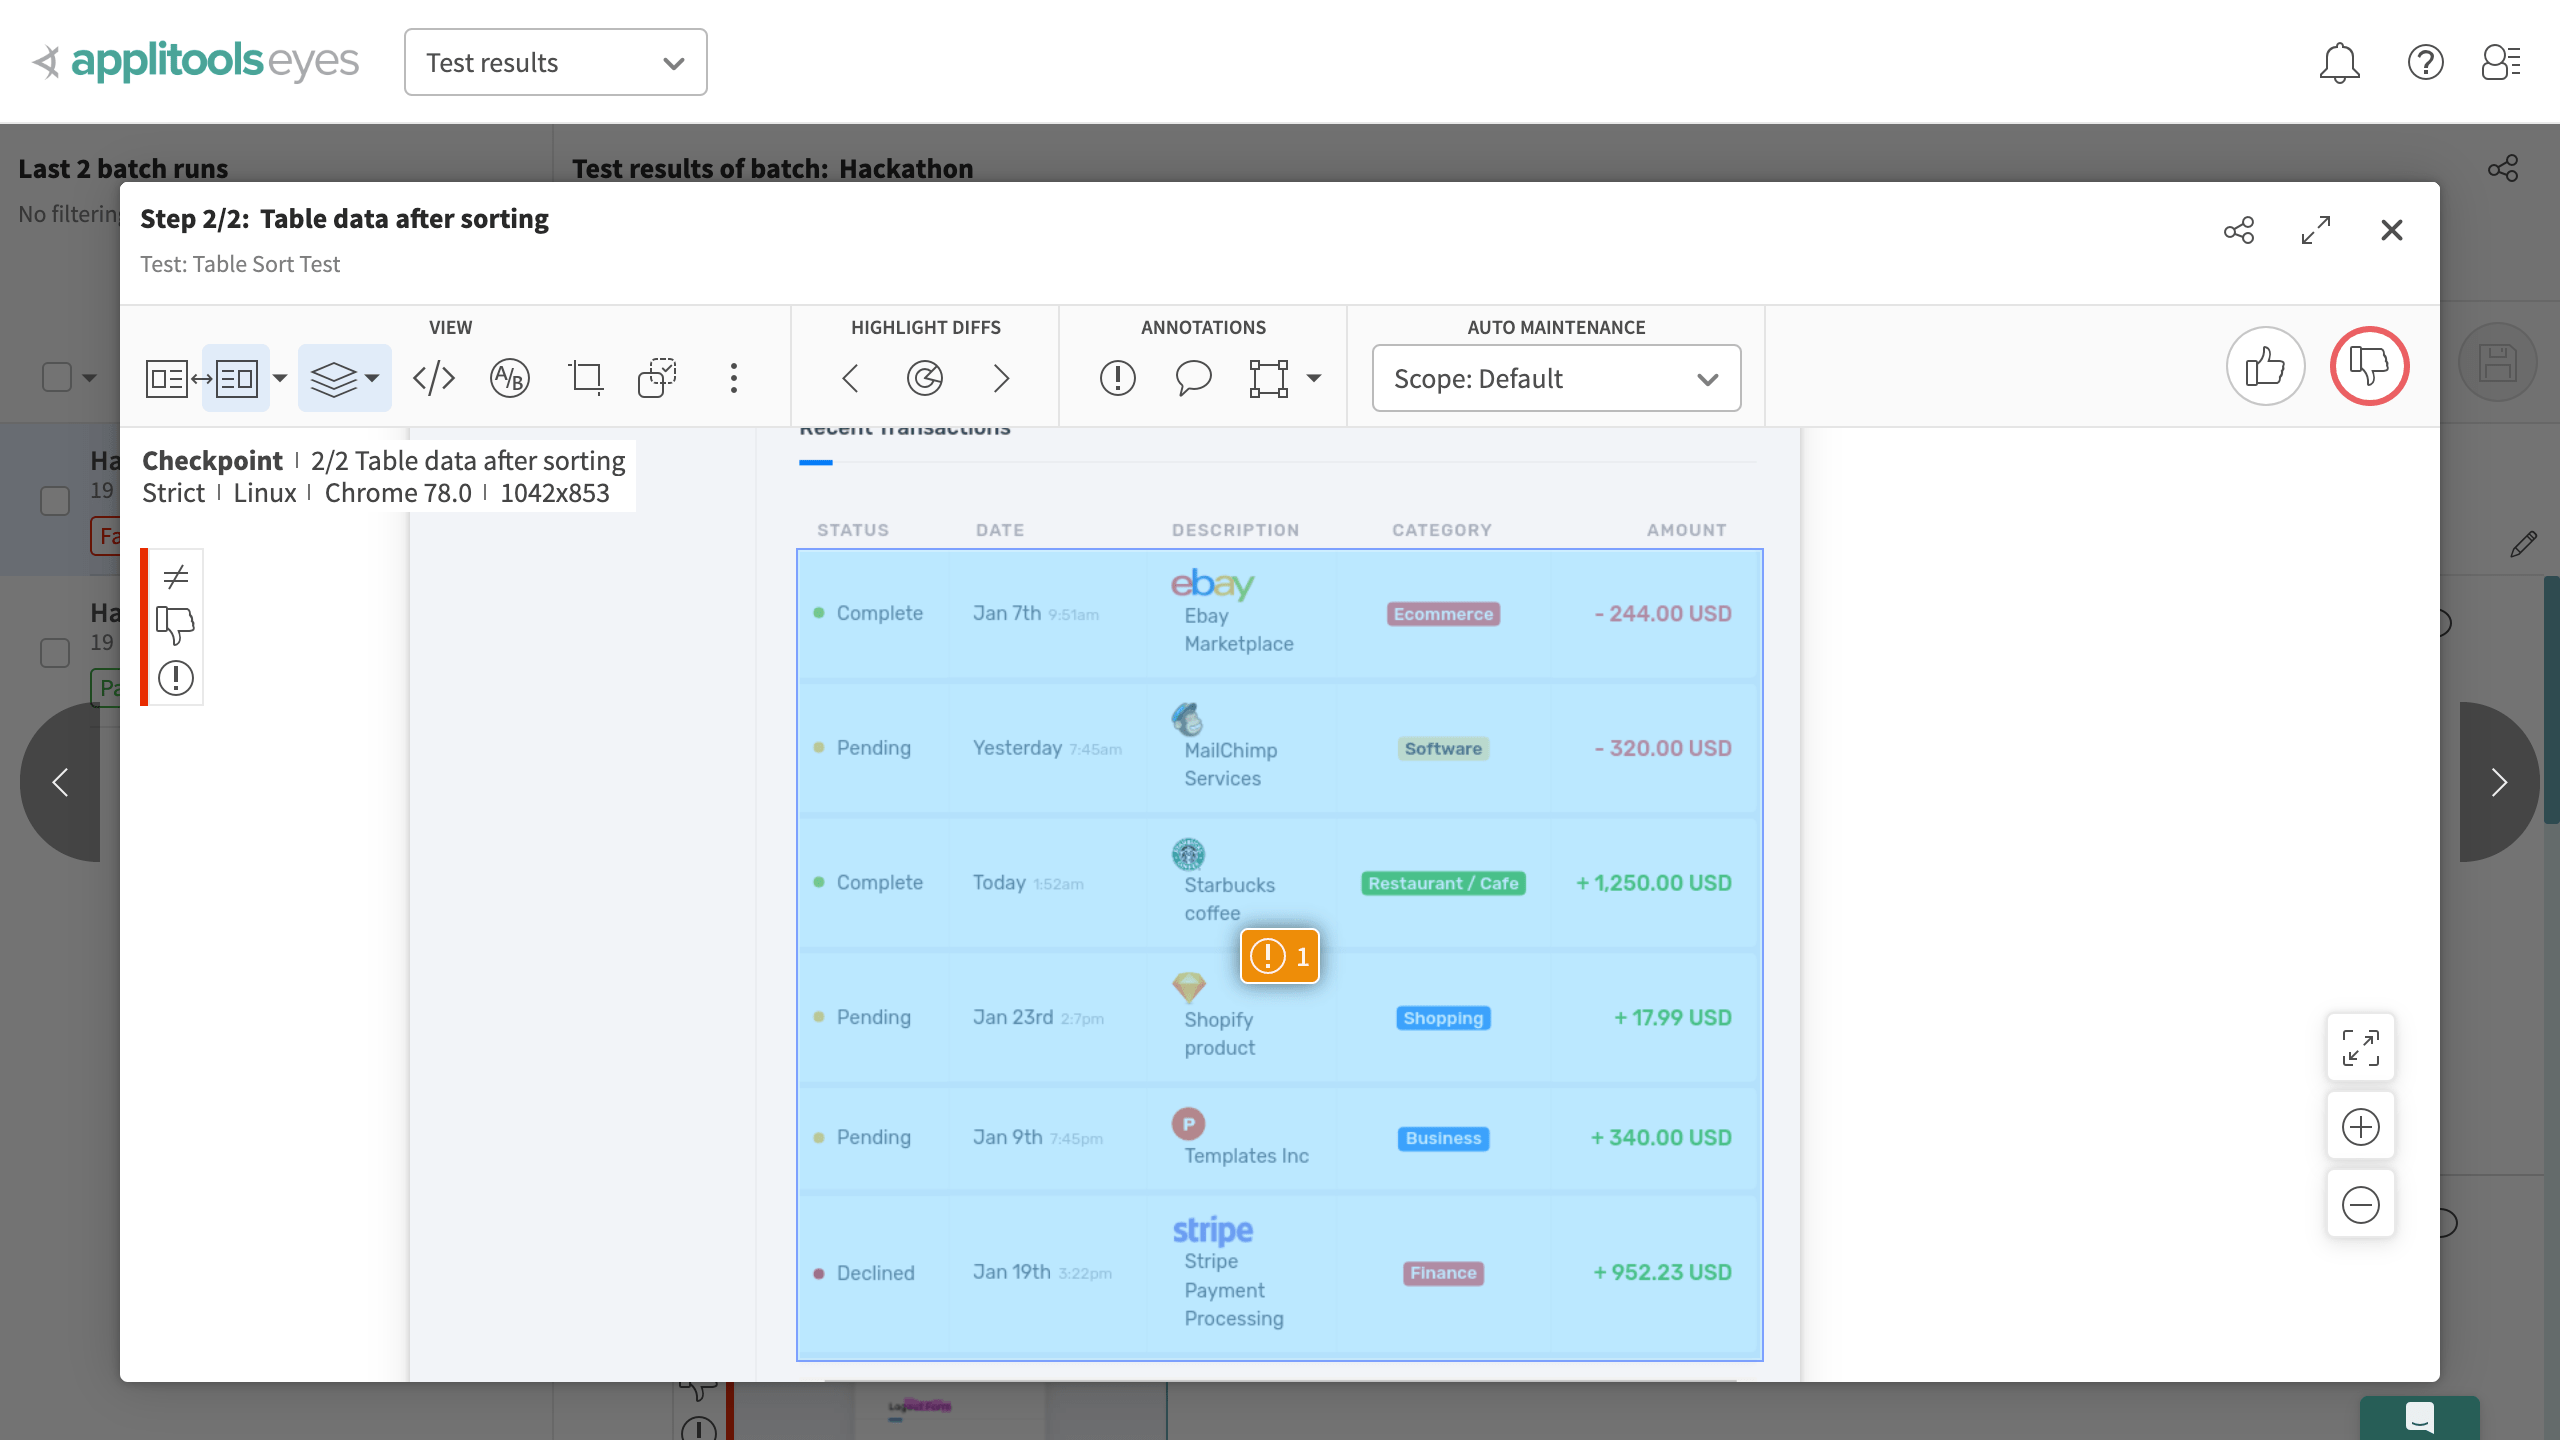 applitools eyes
Test results
Last 2 batch runs
Test results of batch: Hackathon
No filtering
Step 2/2: Table data after sorting
Test: Table Sort Test
VIEW
HIGHLIGHT DIFFS
ANNOTATIONS
AUTO MAINTENANCE
A/B
Scope: Default
Recent Transactions
Checkpoint | 2/2 Table data after sorting
Strict | Linux | Chrome 78.0 | 1042x853
Ha
19
Fa
Ha
19
Pa
STATUS DATE DESCRIPTION CATEGORY AMOUNT
ebay
Complete Jan 7th 9:51am Ebay Marketplace Ecommerce - 244.00 USD
Pending Yesterday 7:45am MailChimp Services Software - 320.00 USD
Complete Today 1:52am Starbucks coffee Restaurant / Cafe + 1,250.00 USD
1
Pending Jan 23rd 2:7pm Shopify product Shopping + 17.99 USD
P
Pending Jan 9th 7:45pm Templates Inc Business + 340.00 USD
stripe
Declined Jan 19th 3:22pm Stripe Payment Processing Finance + 952.23 USD